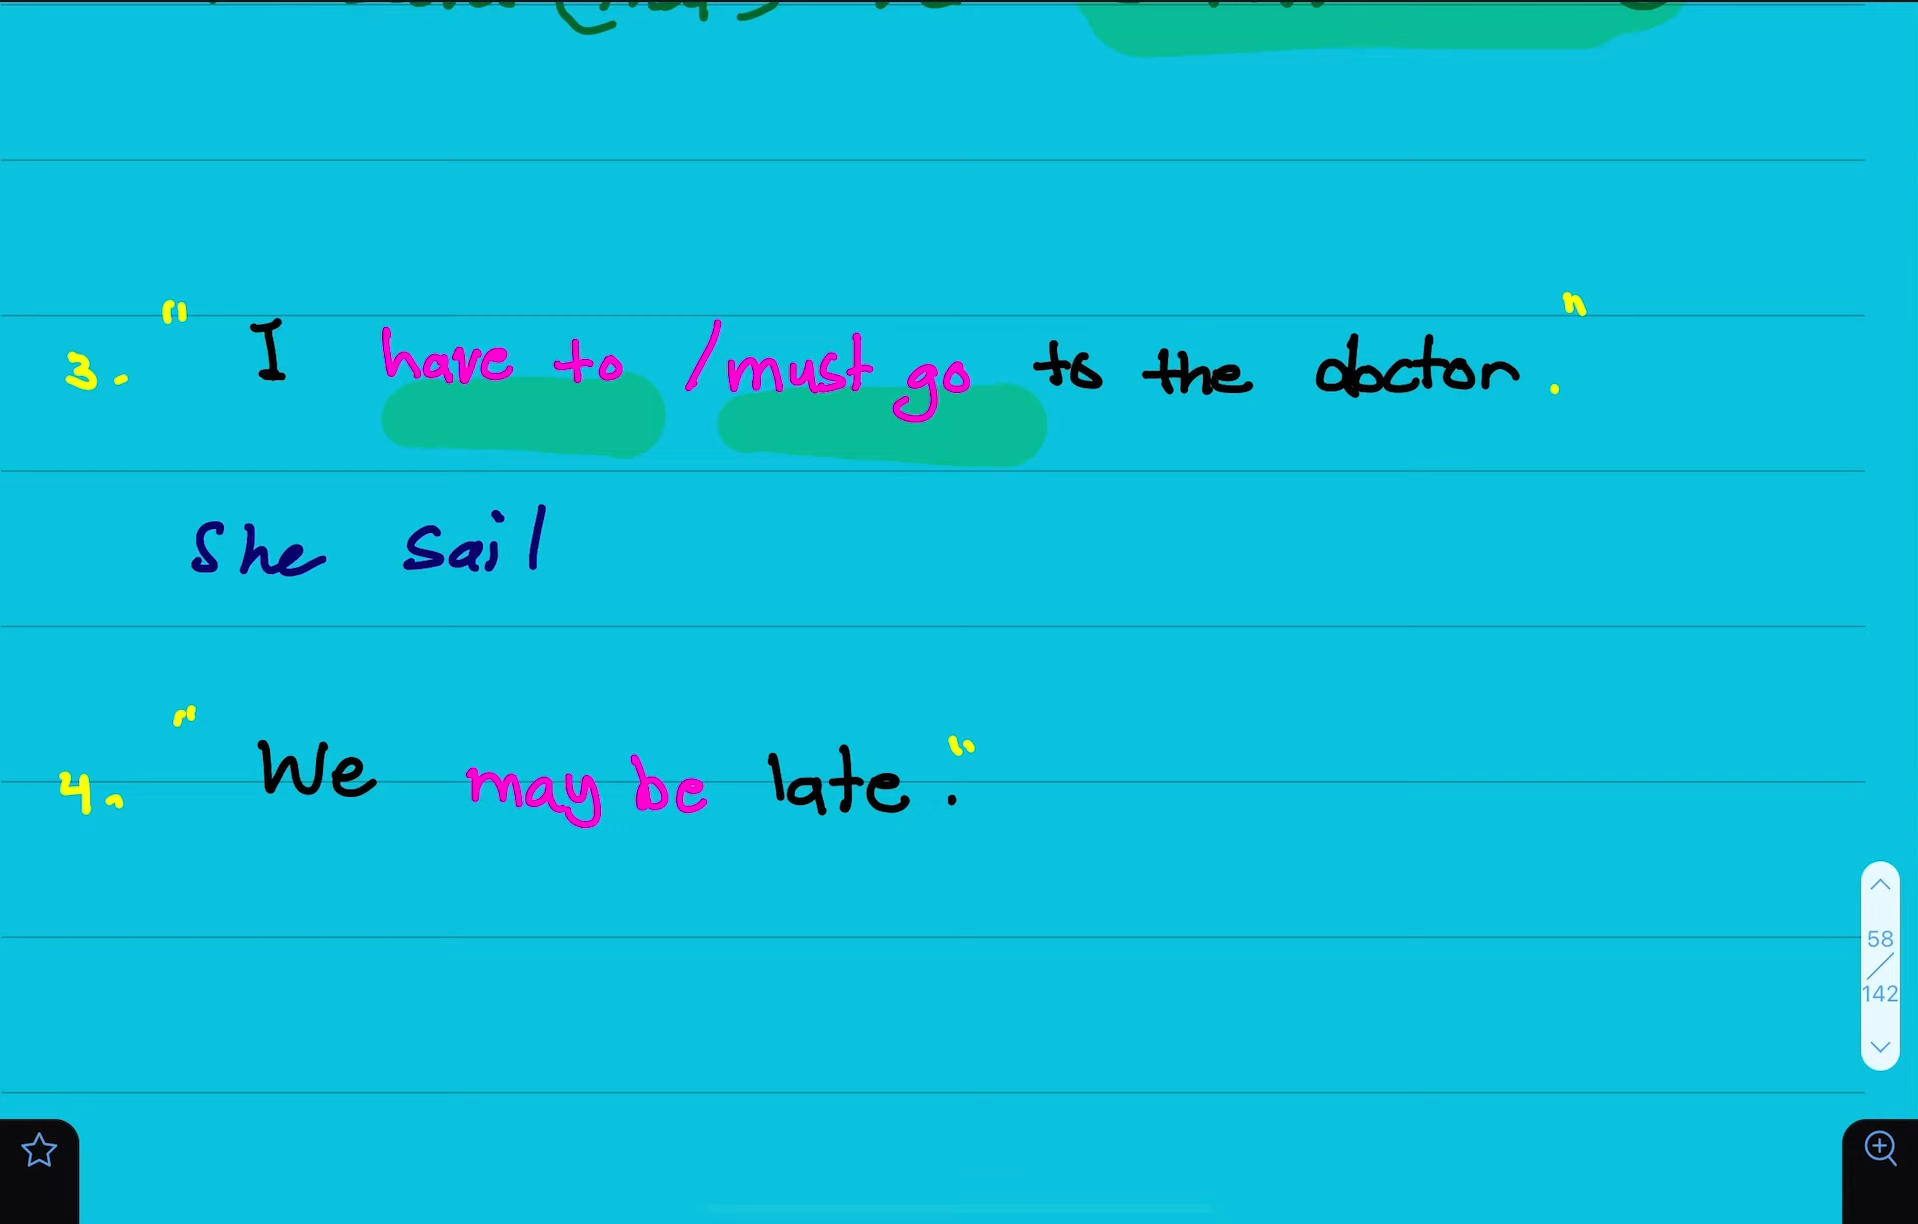 3. " I have to / must go to the doctor. "
She sail
4. " We may be late. "
58
142